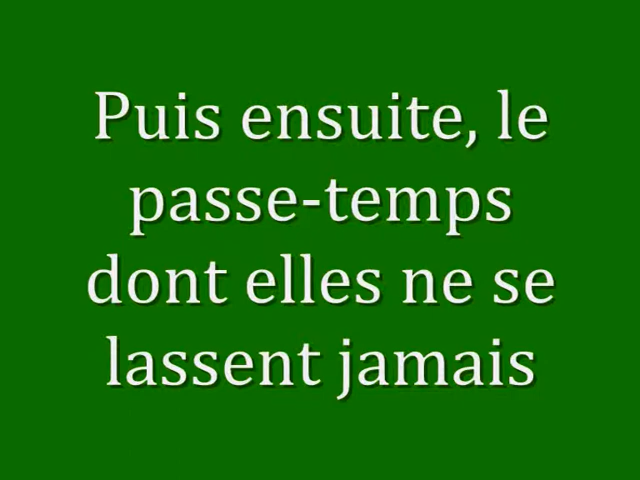 Puis ensuite, le
passe-temps
dont elles ne se
lassent jamais